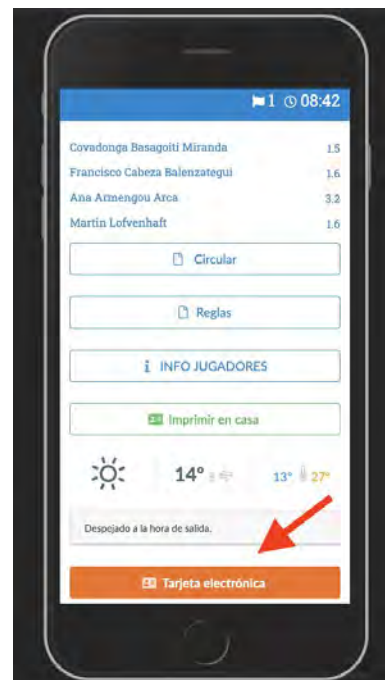 1 08:42
Covadonga Basagoiti Miranda 1.5
Francisco Cabeza Balenzategui 1.6
Ana Armengou Arca 3.2
Martin Lofvenhaft 1.6
Circular
Reglas
i INFO JUGADORES
Imprimir en casa
14° 13° 27°
Despejado a la hora de salida.
Tarjeta electrónica